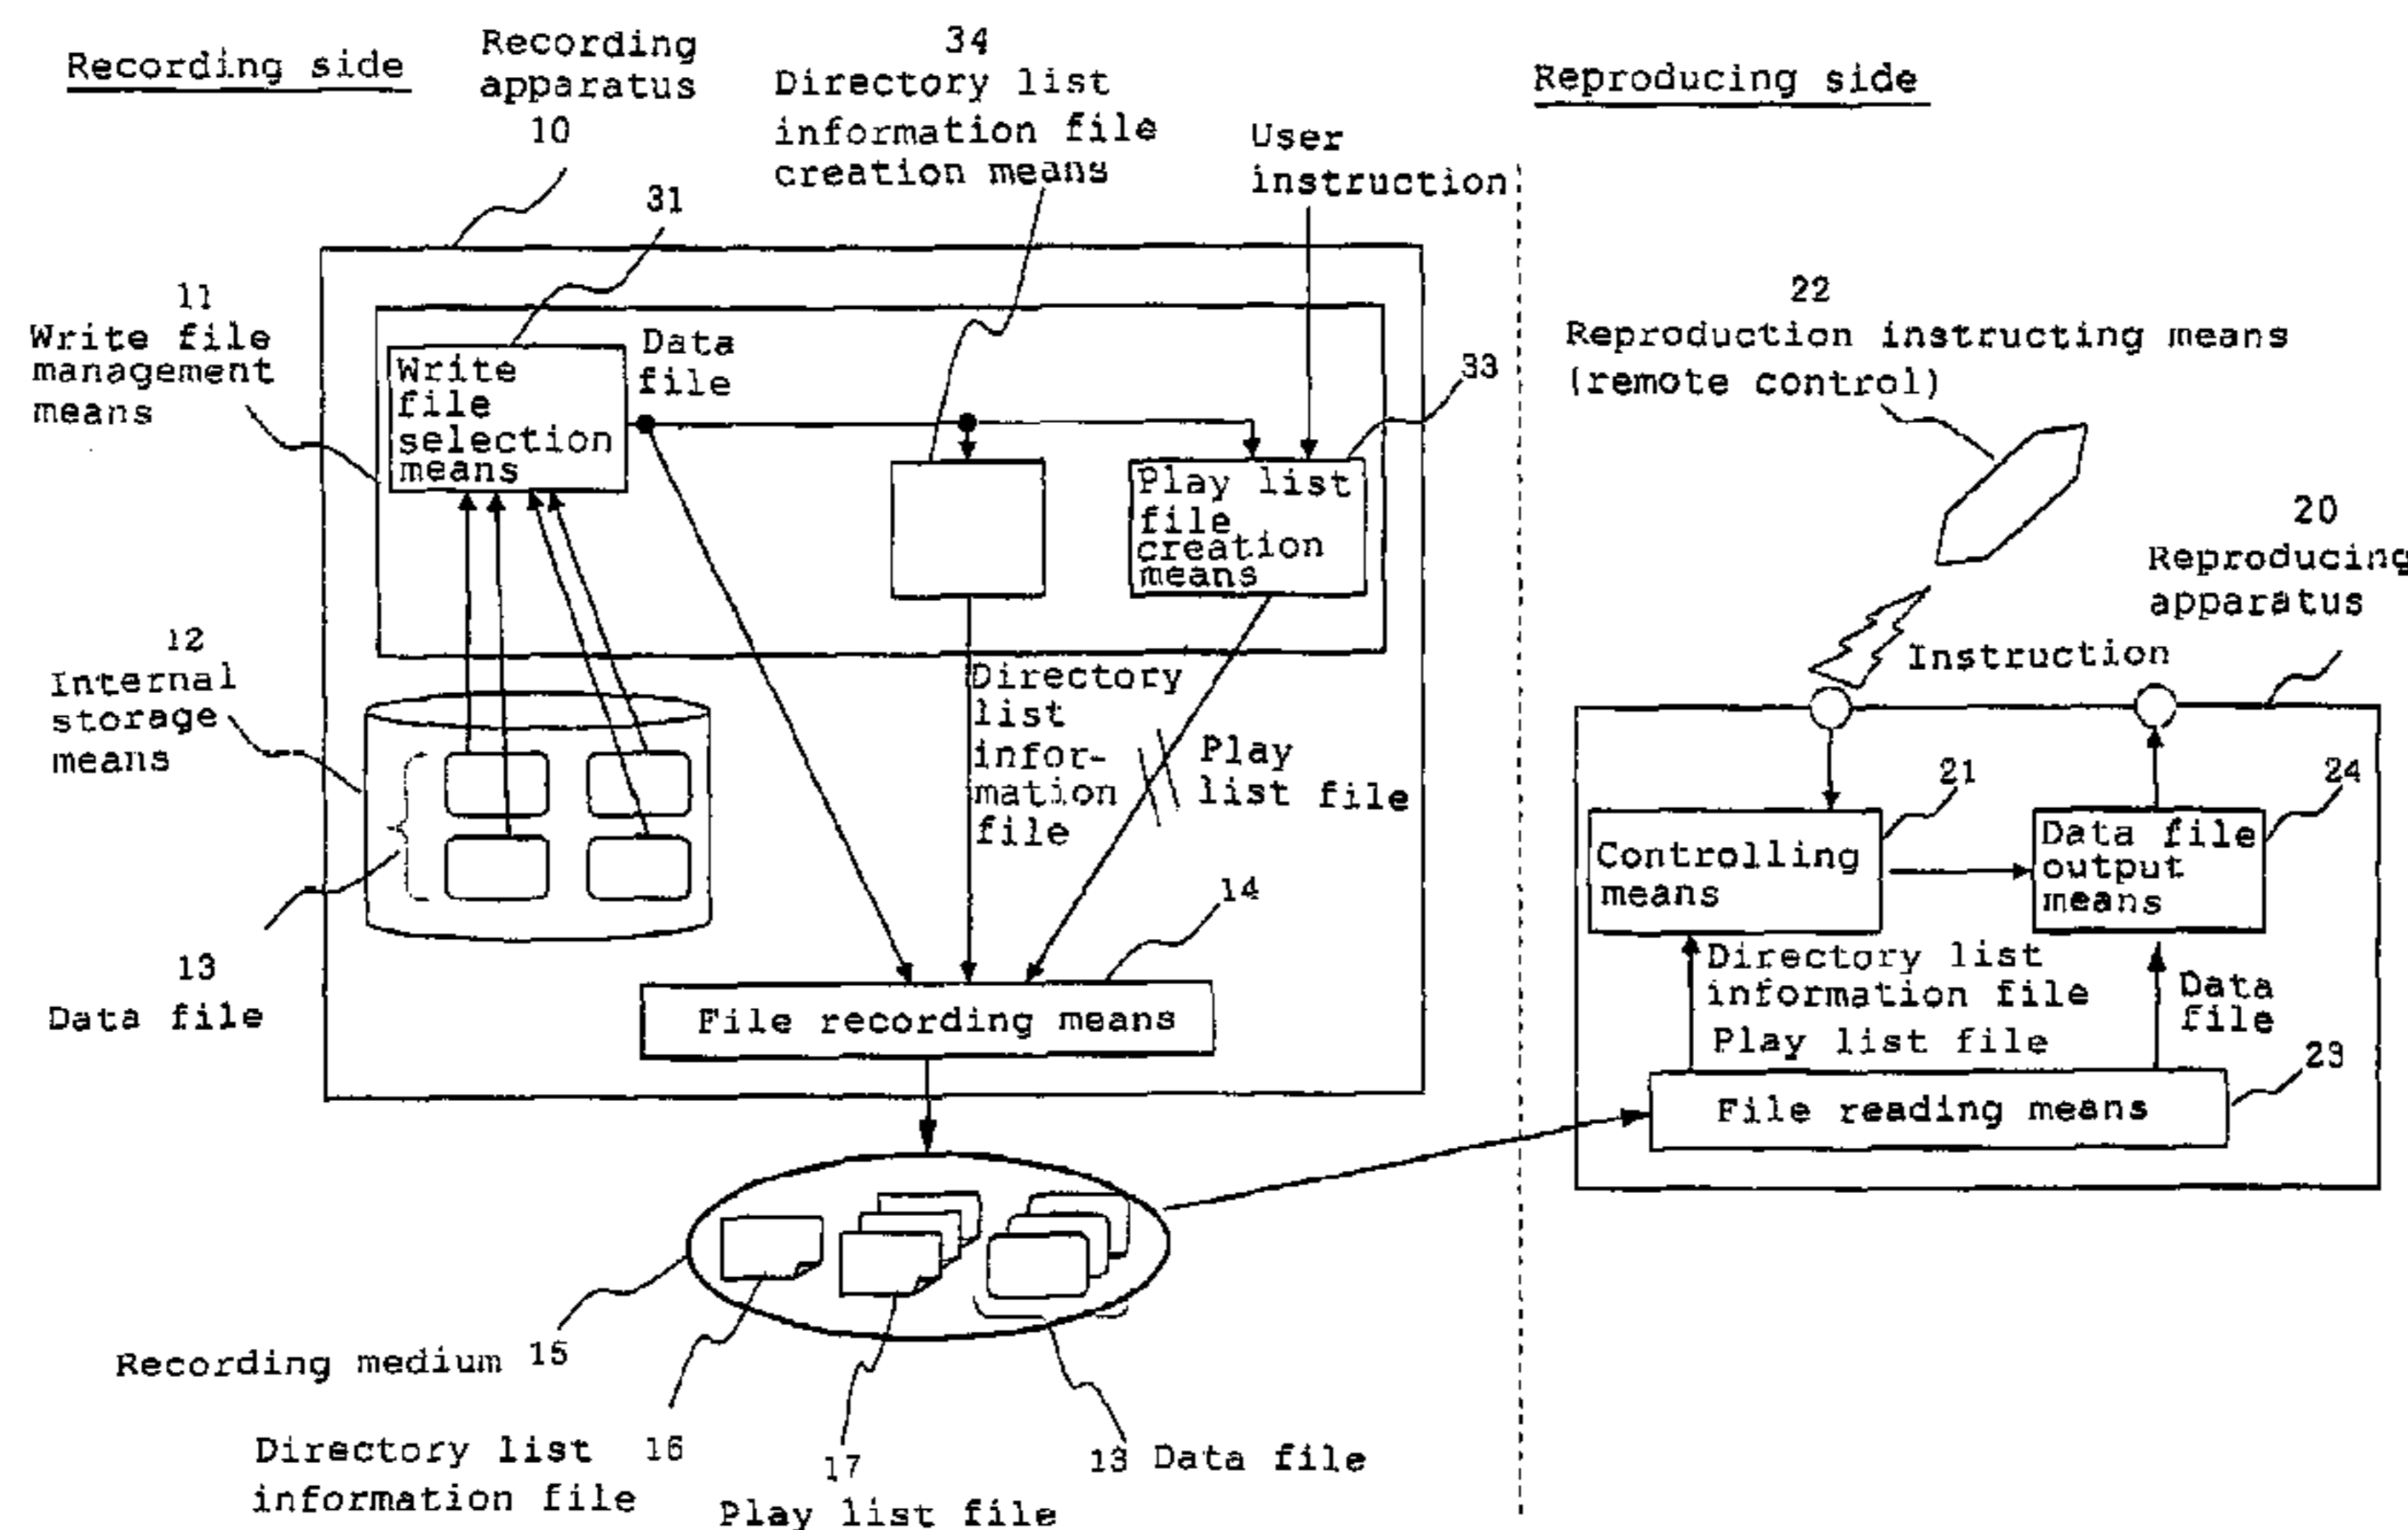 Recording side
Recording
apparatus
10
34
Directory list
information file
creation means
User
instruction
Reproducing side
31
11
Write file
management
means
Write
file
selection
means
Data
file
33
Play list
file
creation
means
22
Reproduction instructing means
(remote control)
20
Reproducing
apparatus
Instruction
12
Internal
storage
means
Directory
list
infor-
mation
file
Play
list file
21
24
Controlling
means
Data file
output
means
13
Data file
14
File recording means
Directory list
information file
Play list file
Data
file
23
File reading means
Recording medium 15
Directory list
information file
16
17
Play list file
13 Data file